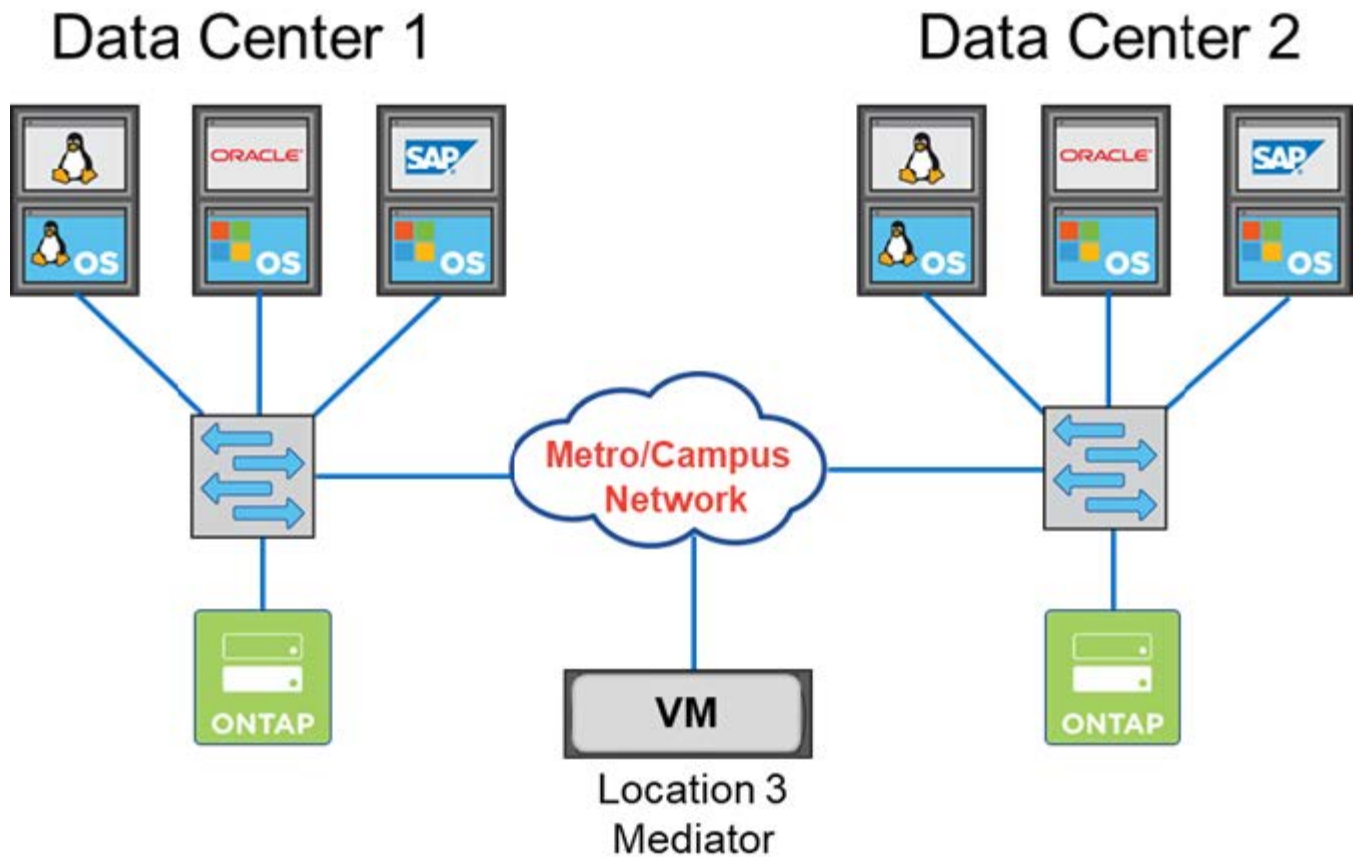 Data Center 1
Data Center 2
ORACLE
SAP
OS
OS
OS
ORACLE
SAP
OS
OS
OS
Metro/Campus
Network
ONTAP
VM
ONTAP
Location 3
Mediator